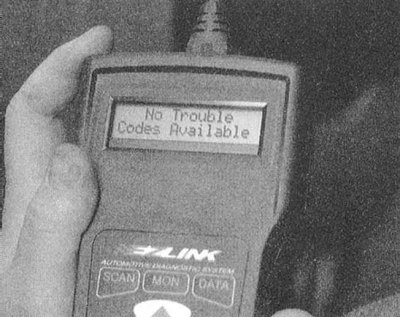 No Trouble
Codes Available
LINK
AUTOMOTIVE DIAGNOSTIC SYSTEM
SCAN MON DATA